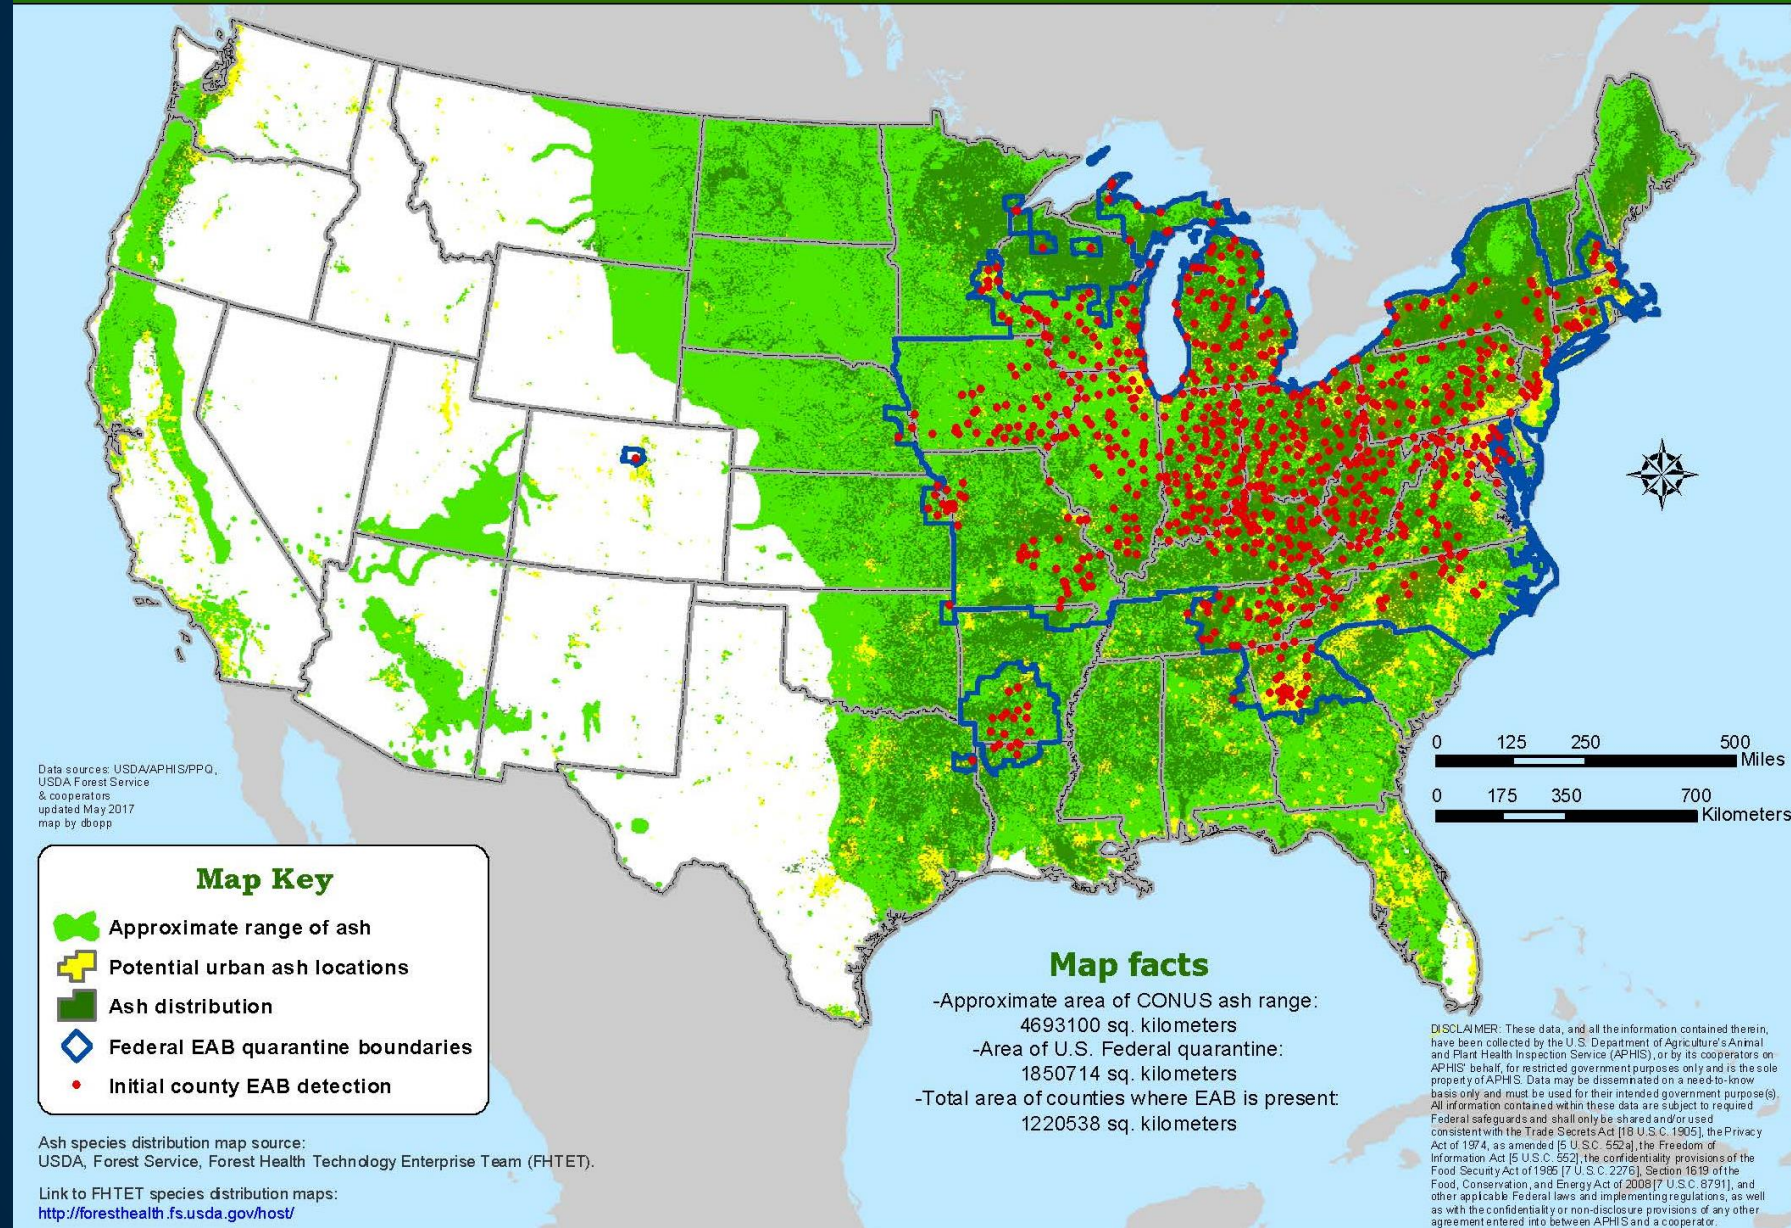 Data sources: USDA/APHIS/PPQ,
USDA Forest Service
& cooperators
updated May 2017
map by dbopp
Map Key
Approximate range of ash
Potential urban ash locations
Ash distribution
Federal EAB quarantine boundaries
Initial county EAB detection
Ash species distribution map source:
USDA, Forest Service, Forest Health Technology Enterprise Team (FHTET).
Link to FHTET species distribution maps:
http://foresthealth.fs.usda.gov/host/
Map facts
-Approximate area of CONUS ash range:
4693100 sq. kilometers
-Area of U.S. Federal quarantine:
1850714 sq. kilometers
-Total area of counties where EAB is present:
1220538 sq. kilometers
0 125 250 500
Miles
0 175 350 700
Kilometers
DISCLAIMER: These data, and all the information contained therein,
have been collected by the U.S. Department of Agriculture's Animal
and Plant Health Inspection Service (APHIS), or by its cooperators on
APHIS' behalf, for restricted government purposes only and is the sole
property of APHIS. Data may be disseminated on a need-to-know
basis only and must be used for their intended government purpose(s).
All information contained within these data are subject to required
Federal safeguards and shall only be shared and/or used
consistent with the Trade Secrets Act [18 U.S.C. 1905], the Privacy
Act of 1974, as amended [5 U.S.C. 552a], the Freedom of
Information Act [5 U.S.C. 552], the confidentiality provisions of the
Food Security Act of 1985 [7 U.S.C. 2276], Section 1619 of the
Food, Conservation, and Energy Act of 2008 [7 U.S.C. 8791], and
other applicable Federal laws and implementing regulations, as well
as with the confidentiality or non-disclosure provisions of any other
agreement entered into between APHIS and a cooperator.